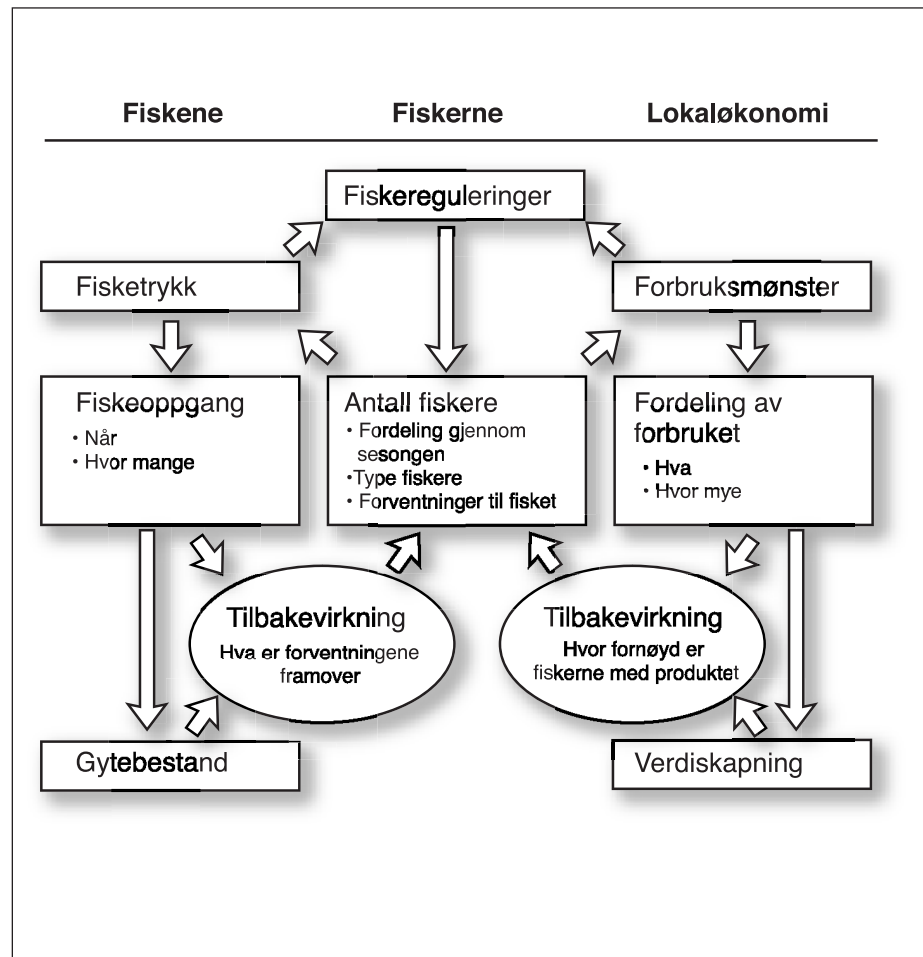 Fiskene
Fiskerne
Lokaløkonomi
Fiskereguleringer
Fisketrykk
Forbruksmønster
Fiskeoppgang
• Når
• Hvor mange
Antall fiskere
• Fordeling gjennom
sesongen
•Type fiskere
• Forventninger til fisket
Fordeling av
forbruket
• Hva
• Hvor mye
Tilbakevirkning
Hva er forventningene
framover
Tilbakevirkning
Hvor fornøyd er
fiskerne med produktet
Gytebestand
Verdiskapning